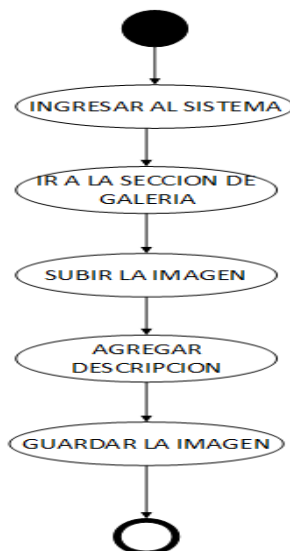 INGRESAR AL SISTEMA
IR A LA SECCION DE
GALERIA
SUBIR LA IMAGEN
AGREGAR
DESCRIPCION
GUARDAR LA IMAGEN